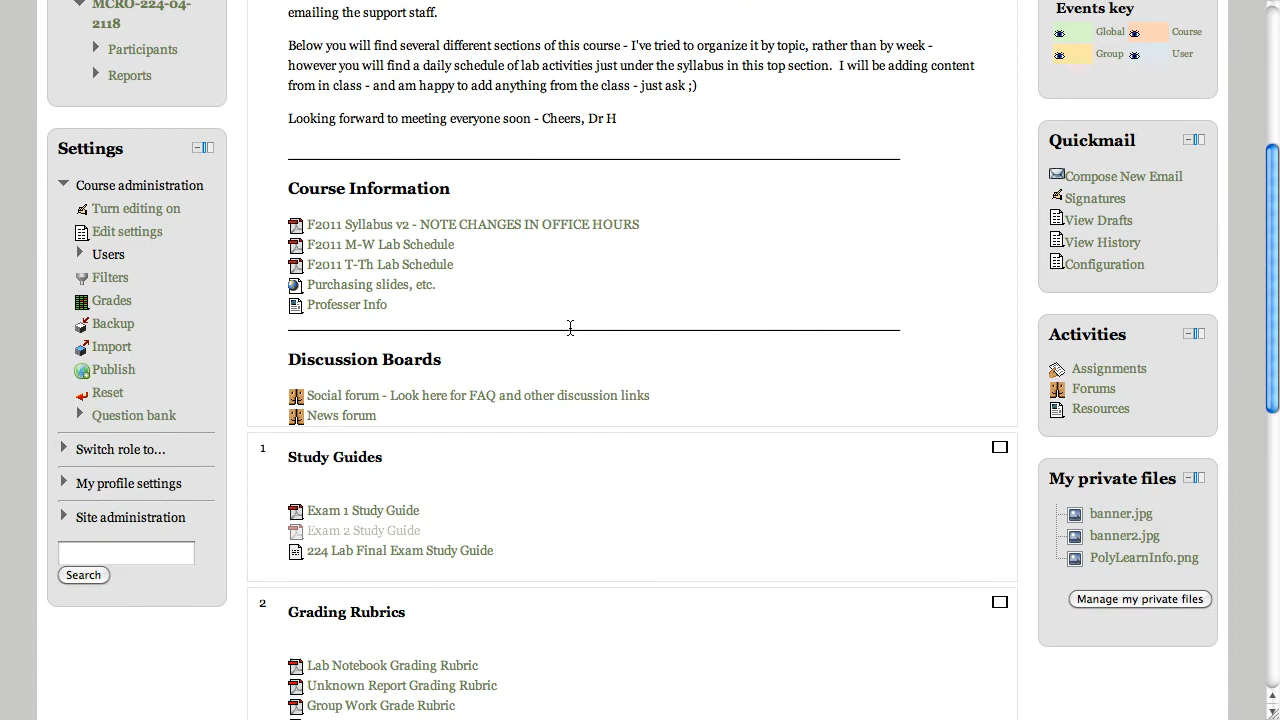 MCRO-224-04-
2118
Participants
Reports
Settings
Course administration
Turn editing on
Edit settings
Users
Filters
Grades
Backup
Import
Publish
Reset
Question bank
Switch role to...
My profile settings
Site administration
Search
emailing the support staff.
Below you will find several different sections of this course - I've tried to organize it by topic, rather than by week -
however you will find a daily schedule of lab activities just under the syllabus in this top section.  I will be adding content
from in class - and am happy to add anything from the class - just ask ;)
Looking forward to meeting everyone soon - Cheers, Dr H
Course Information
F2011 Syllabus v2 - NOTE CHANGES IN OFFICE HOURS
F2011 M-W Lab Schedule
F2011 T-Th Lab Schedule
Purchasing slides, etc.
Professer Info
Discussion Boards
Social forum - Look here for FAQ and other discussion links
News forum
1
Study Guides
Exam 1 Study Guide
Exam 2 Study Guide
224 Lab Final Exam Study Guide
2
Grading Rubrics
Lab Notebook Grading Rubric
Unknown Report Grading Rubric
Group Work Grade Rubric
Events key
Global Course
Group User
Quickmail
Compose New Email
Signatures
View Drafts
View History
Configuration
Activities
Assignments
Forums
Resources
My private files
banner.jpg
banner2.jpg
PolyLearnInfo.png
Manage my private files